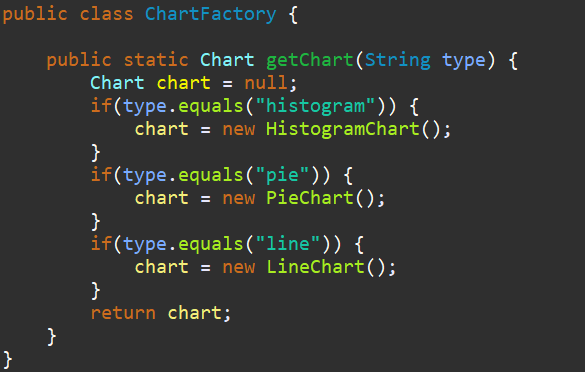 public class ChartFactory {
public static Chart getChart(String type) {
Chart chart = null;
if(type.equals("histogram")) {
chart = new HistogramChart();
}
if(type.equals("pie")) {
chart = new PieChart();
}
if(type.equals("line")) {
chart = new LineChart();
}
return chart;
}
}